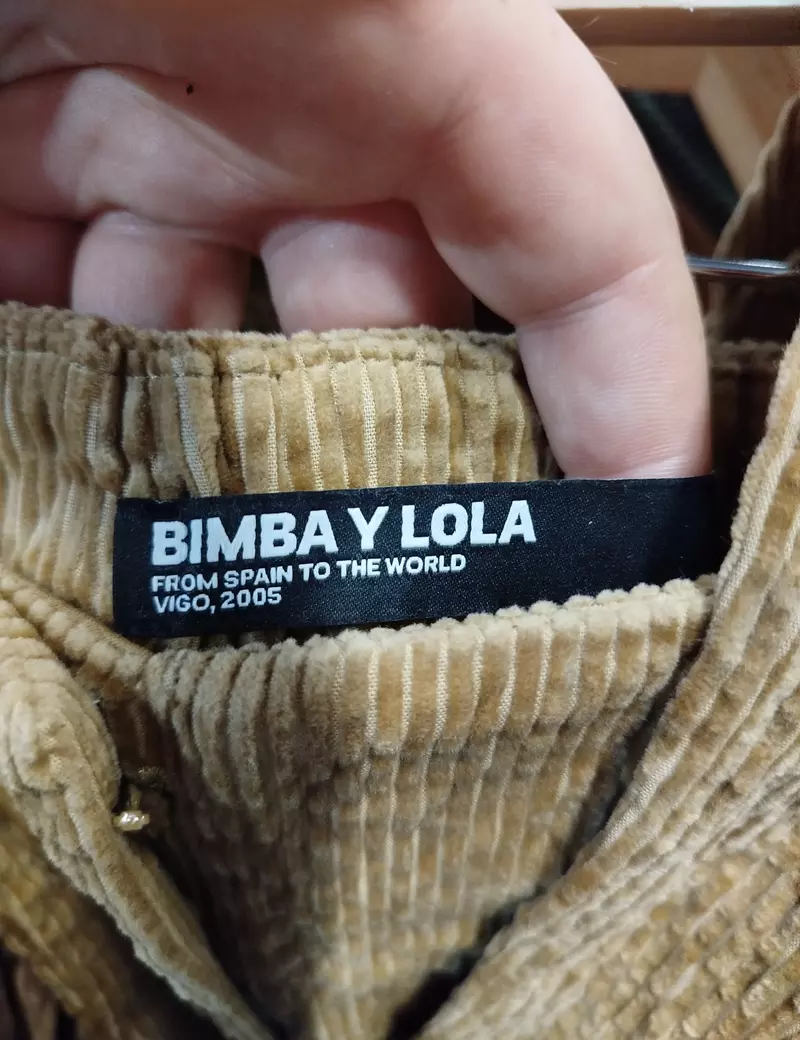 BIMBA Y LOLA
FROM SPAIN TO THE WORLD
VIGO, 2005